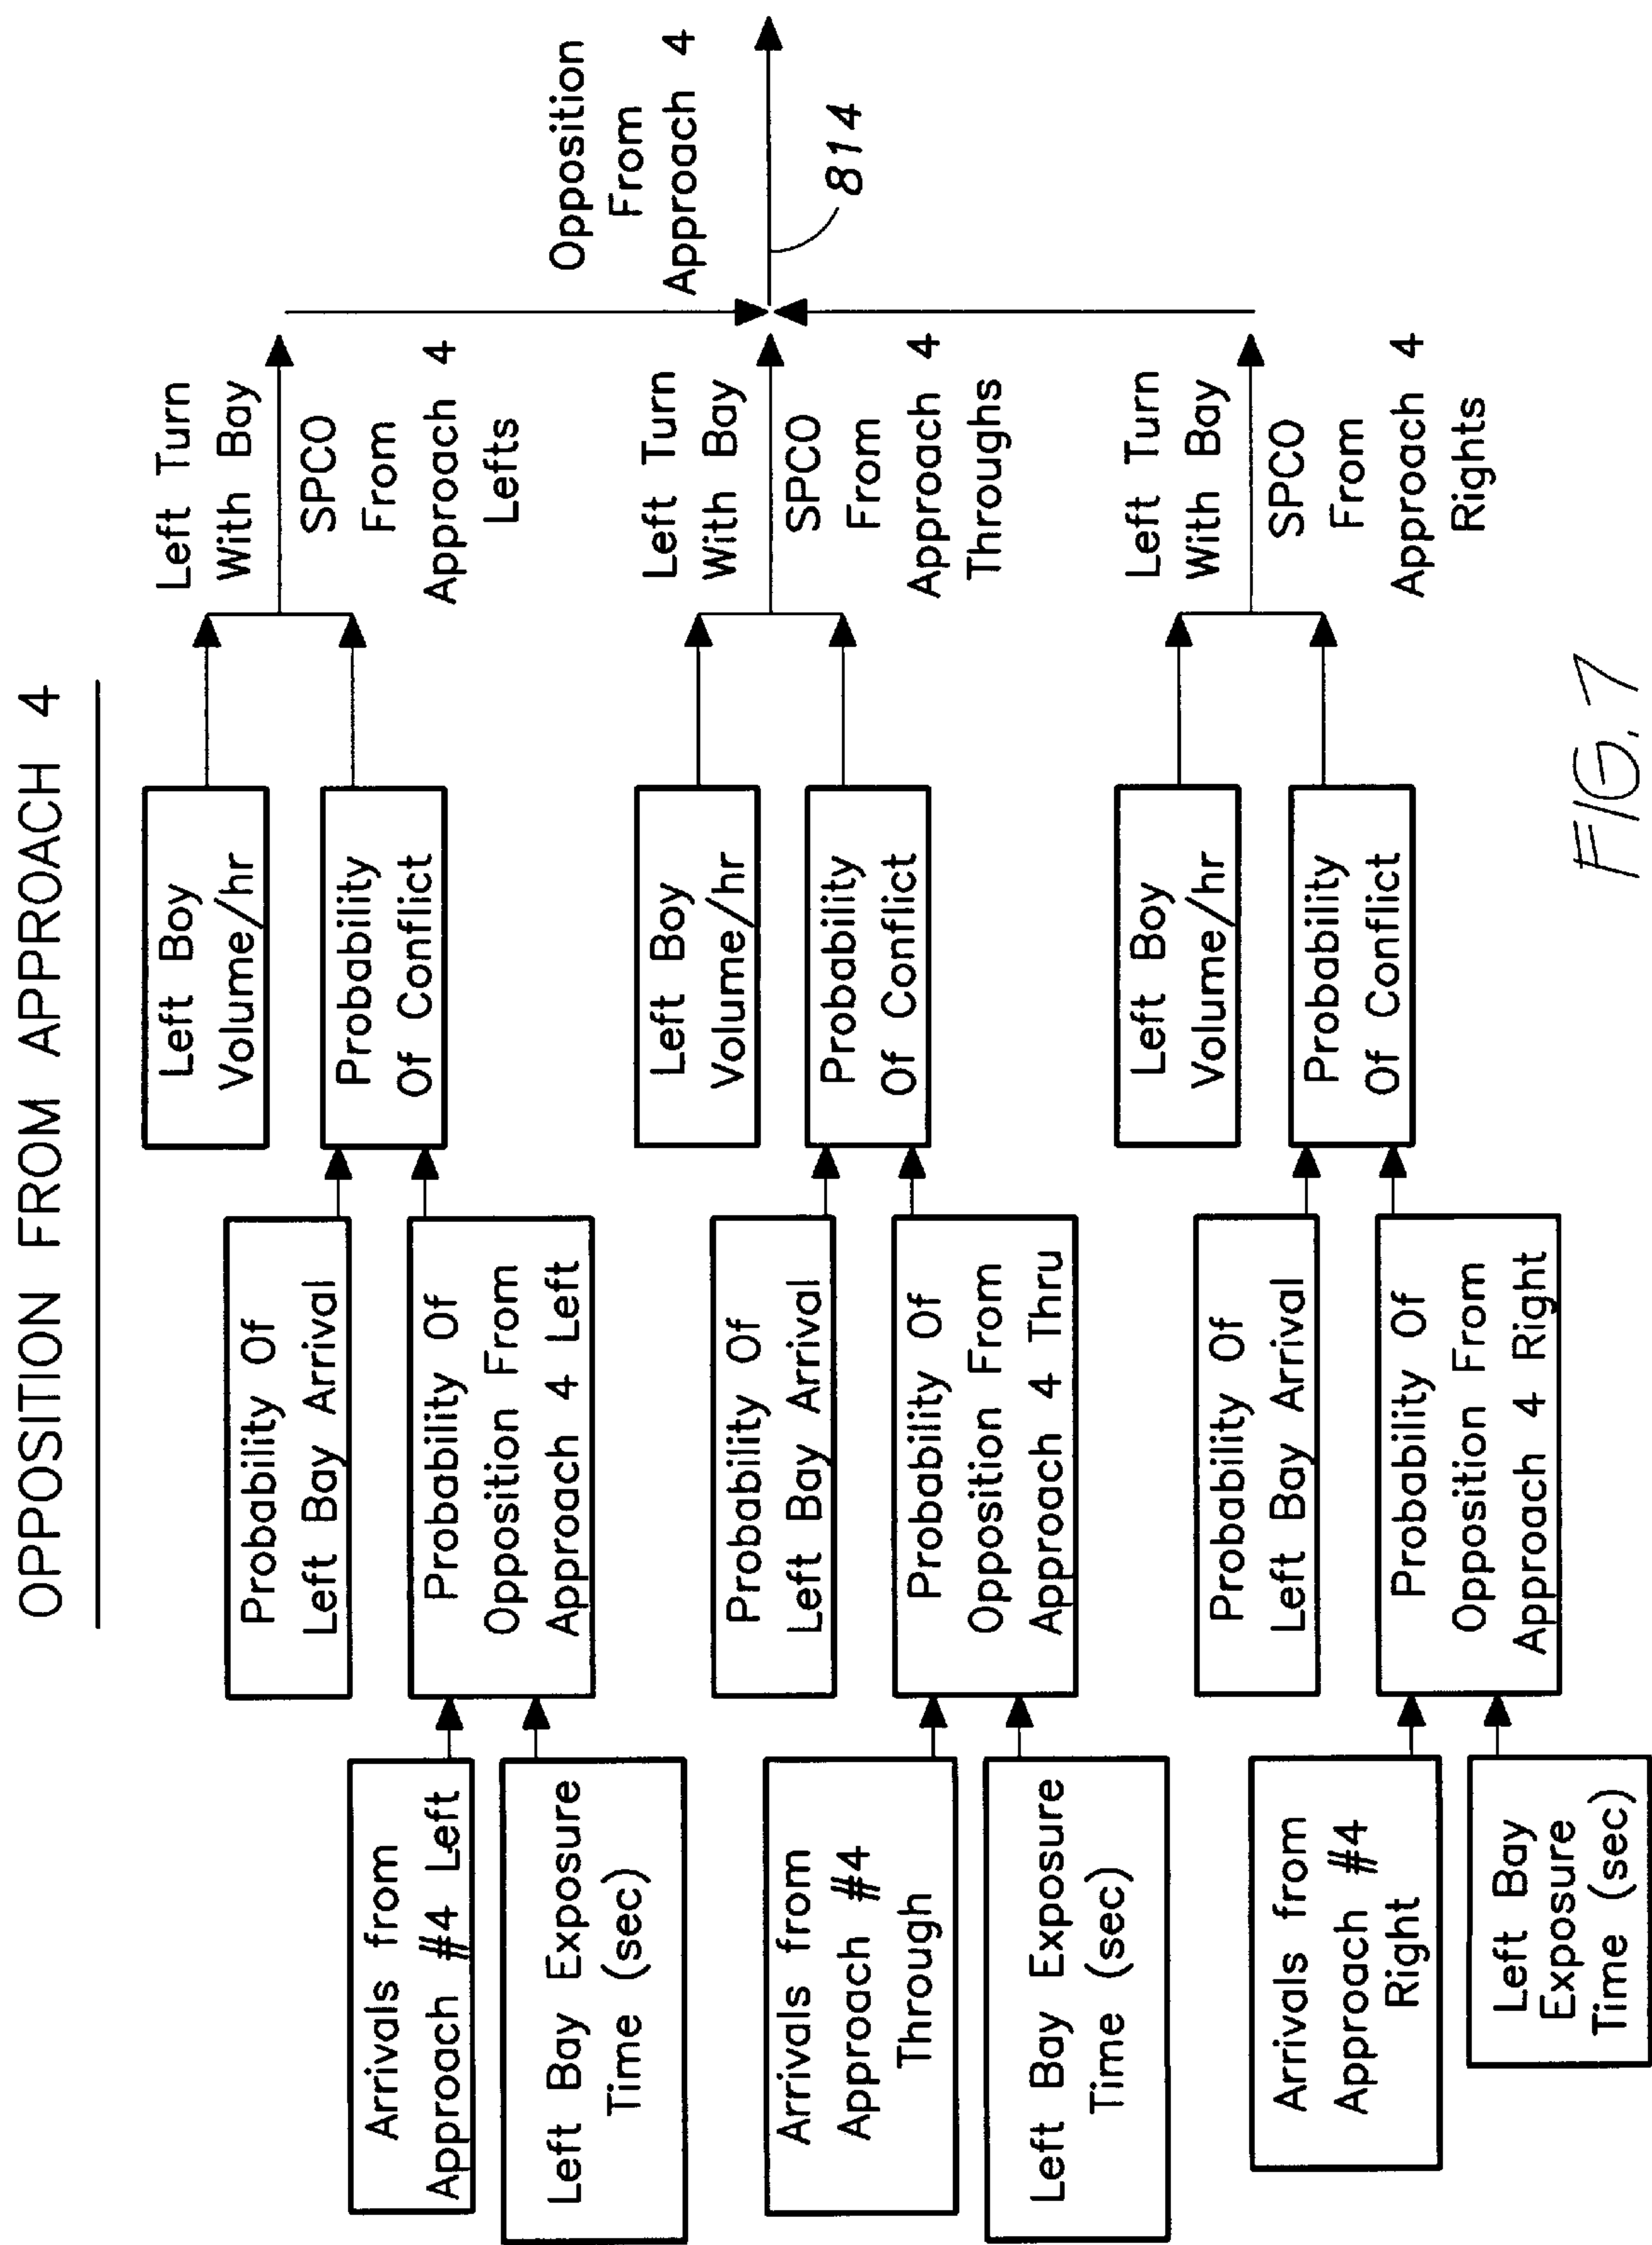 OPPOSITION FROM APPROACH 4
Arrivals from
Approach #4 Left
Left Bay Exposure
Time (sec)
Probability Of
Left Bay Arrival
Probability Of
Opposition From
Approach 4 Left
Left Boy
Volume/hr
Probability
Of Conflict
Left Turn
With Bay
SPCO
From
Approach 4
Lefts
Arrivals from
Approach #4
Through
Left Bay Exposure
Time (sec)
Probability Of
Left Bay Arrival
Probability Of
Opposition From
Approach 4 Thru
Left Boy
Volume/hr
Probability
Of Conflict
Left Turn
With Bay
SPCO
From
Approach 4
Throughs
Arrivals from
Approach #4
Right
Left Bay
Exposure
Time (sec)
Probability Of
Left Bay Arrival
Probability Of
Opposition From
Approach 4 Right
Left Boy
Volume/hr
Probability
Of Conflict
Left Turn
With Bay
SPCO
From
Approach 4
Rights
Opposition
From
Approach 4
814
FIG. 7